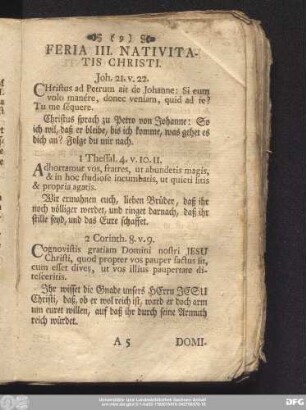 ( 9 )
FERIA III. NATIVITA-
TIS CHRISTI.
Joh. 21. v. 22.
CHristus ad Petrum ait de Johanne: Si eum
volo manére, donec veniam, quid ad te?
Tu me sequere.
Christus sprach zu Petro von Johanne: So
ich wil, daß er bleibe, bis ich komme, was gehet es
dich an? Folge du mir nach.
1 Thessal. 4. v. 10. 11.
Adhortamur vos, fratres, ut abundetis magis,
& in hoc studiose incumbatis, ut quieti sitis
& propria agatis.
Wir ermahnen euch, lieben Brüder, daß ihr
noch völliger werdet, und ringet darnach, daß ihr
stille seyd, und das Eure schaffet.
2 Corinth. 8. v. 9.
Cognovistis gratiam Domini nostri JESU
Christi, quod propter vos pauper factus sit,
cum esset dives, ut vos illius paupertate di-
tesceritis.
Ihr wisset die Gnade unsers HErrn JESU
Christi, daß, ob er wol reich ist, ward er doch arm
um euret willen, auf daß ihr durch seine Armuth
reich würdet.
A 5 DOMI-